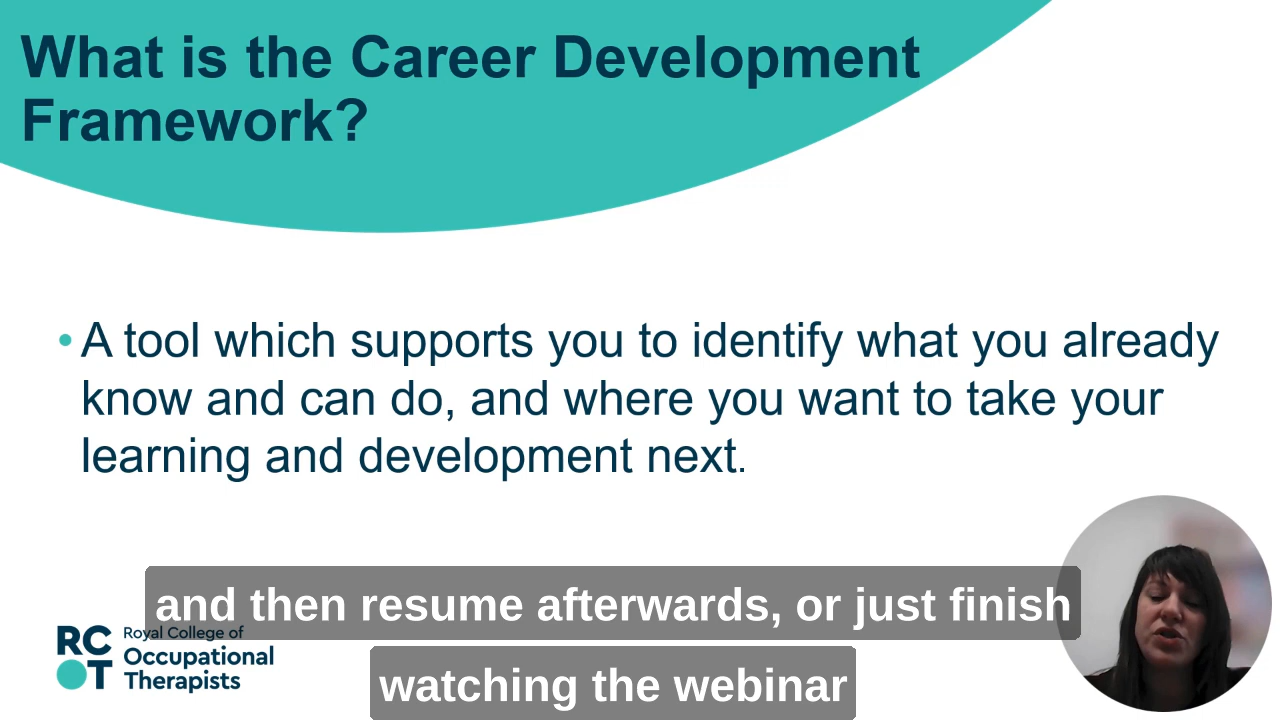 What is the Career Development
Framework?
• A tool which supports you to identify what you already
know and can do, and where you want to take your
learning and development next.
and then resume afterwards, or just finish
watching the webinar
RC
OT
Royal College of
Occupational
Therapists